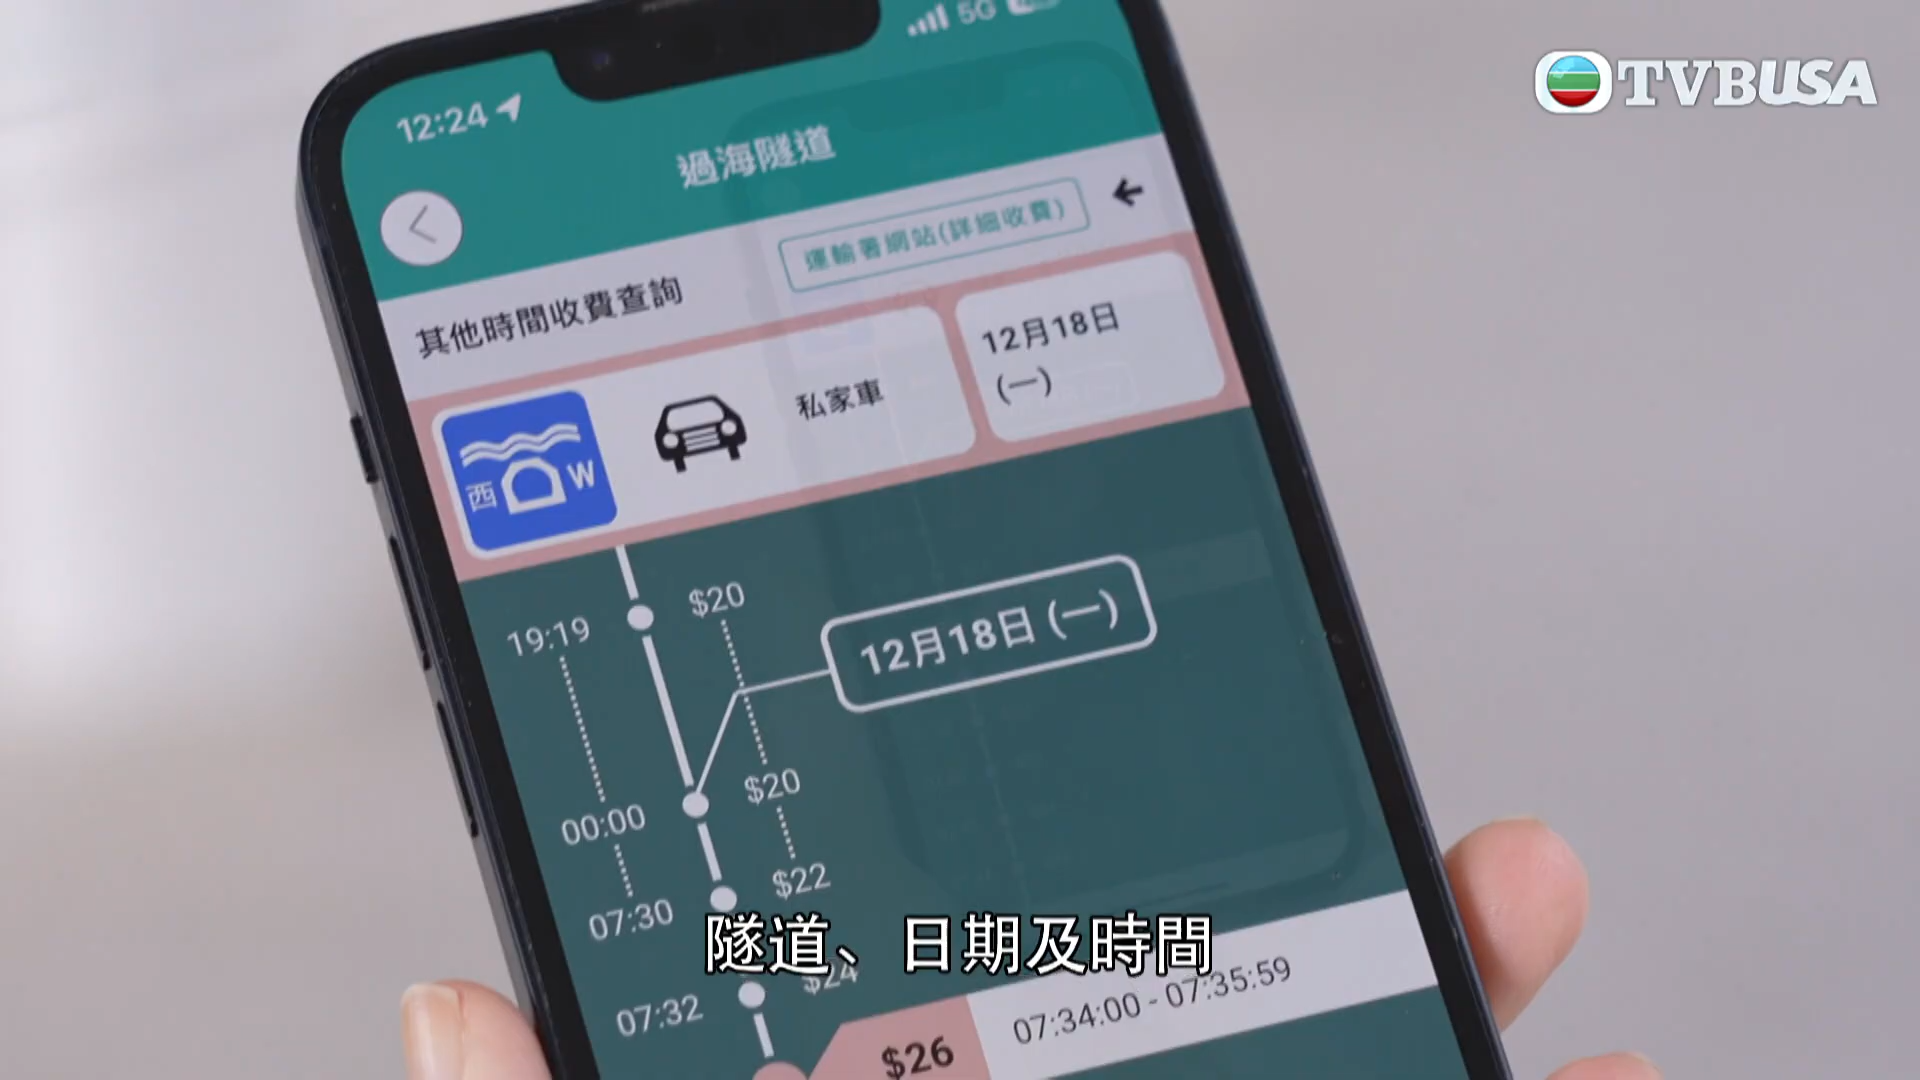 TVBUSA
5G
12:24
過海隧道
運輸署網站(詳細收費)
其他時間收費查詢
西 W
私家車
12月18日
(一)
19:19
$20
12月18日 (一)
00:00
$20
07:30
$22
隧道、日期及時間
07:32
$24
$26
07:34:00 - 07:35:59